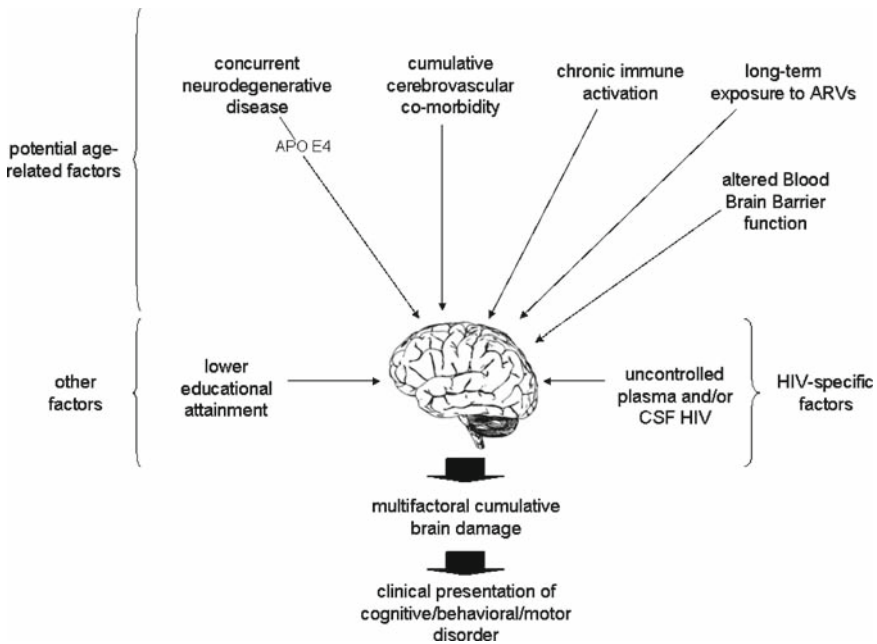 concurrent
neurodegenerative
disease
APO E4
cumulative
cerebrovascular
co-morbidity
chronic immune
activation
long-term
exposure to ARVs
potential age-
related factors
altered Blood
Brain Barrier
function
other
factors
lower
educational
attainment
uncontrolled
plasma and/or
CSF HIV
HIV-specific
factors
multifactoral cumulative
brain damage
clinical presentation of
cognitive/behavioral/motor
disorder